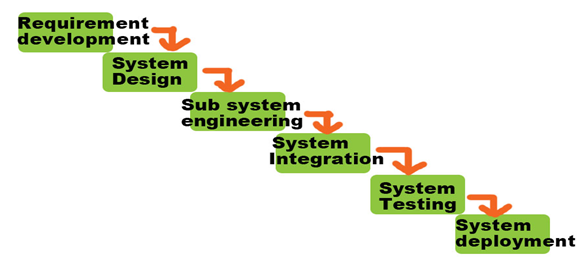 Requirement
development
System
Design
Sub system
engineering
System
Integration
System
Testing
System
deployment